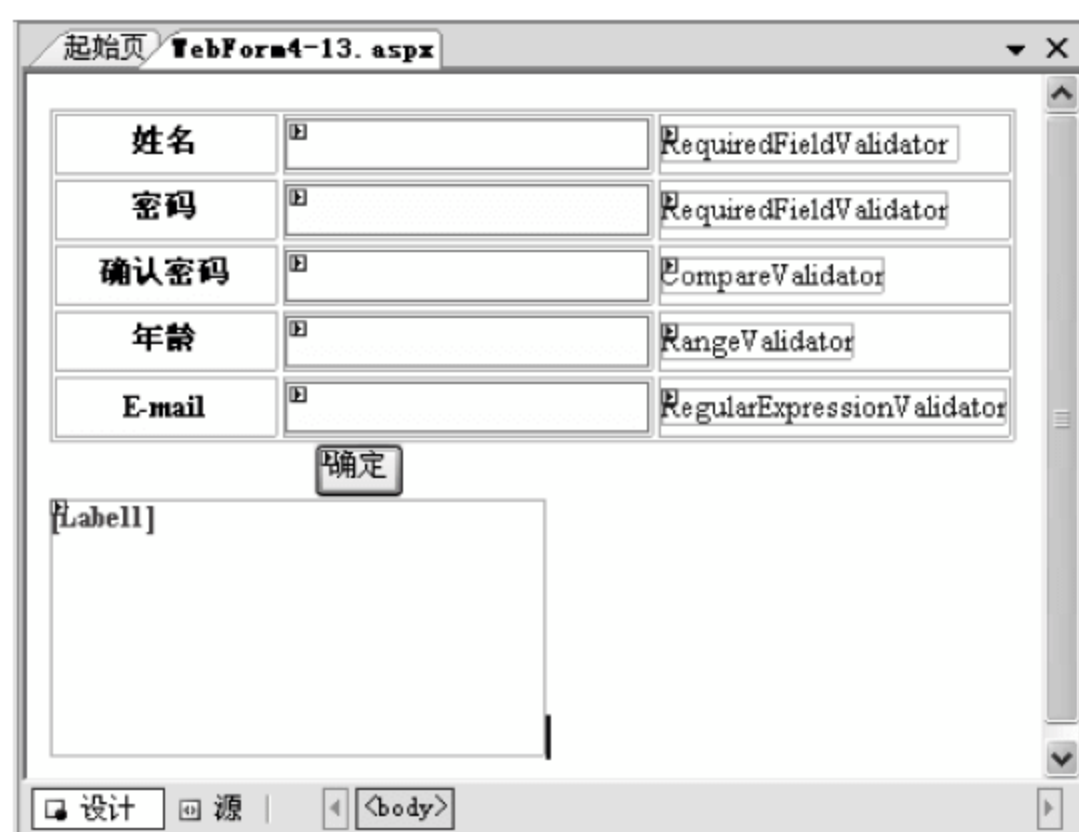 起始页 WebForm4-13.aspx
姓名 RequiredFieldValidator
密码 RequiredFieldValidator
确认密码 CompareValidator
年龄 RangeValidator
E-mail RegularExpressionValidator
确定
[Label1]
设计 源 <body>